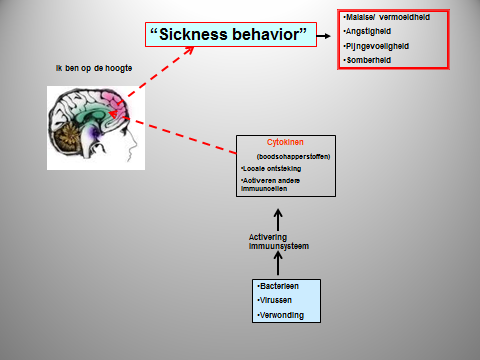 “Sickness behavior”
•Malaise/ vermoeidheid
•Angstigheid
•Pijngevoeligheid
•Somberheid
Ik ben op de hoogte
Cytokinen
(boodschapperstoffen)
•Locale ontsteking
•Activeren andere
immuuncellen
Activering
immuunsysteem
•Bacterieen
•Virussen
•Verwonding